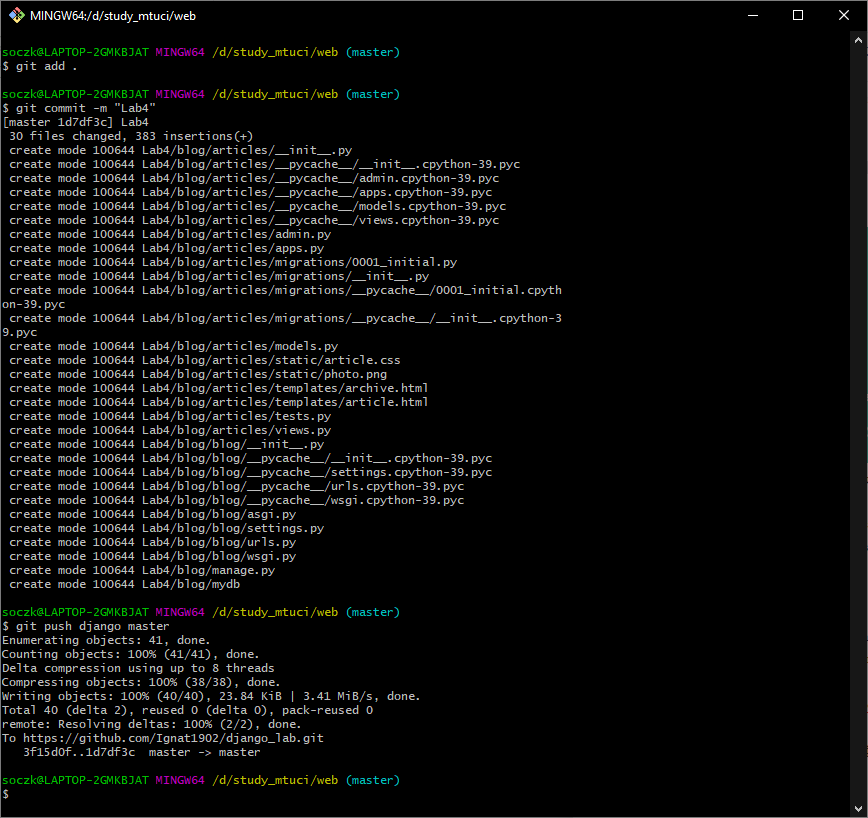 MINGW64:/d/study_mtuci/web
soczk@LAPTOP-2GMKBJAT MINGW64 /d/study_mtuci/web (master)
$ git add .
soczk@LAPTOP-2GMKBJAT MINGW64 /d/study_mtuci/web (master)
$ git commit -m "Lab4"
[master 1d7df3c] Lab4
 30 files changed, 383 insertions(+)
 create mode 100644 Lab4/blog/articles/__init__.py
 create mode 100644 Lab4/blog/articles/__pycache__/__init__.cpython-39.pyc
 create mode 100644 Lab4/blog/articles/__pycache__/admin.cpython-39.pyc
 create mode 100644 Lab4/blog/articles/__pycache__/apps.cpython-39.pyc
 create mode 100644 Lab4/blog/articles/__pycache__/models.cpython-39.pyc
 create mode 100644 Lab4/blog/articles/__pycache__/views.cpython-39.pyc
 create mode 100644 Lab4/blog/articles/admin.py
 create mode 100644 Lab4/blog/articles/apps.py
 create mode 100644 Lab4/blog/articles/migrations/0001_initial.py
 create mode 100644 Lab4/blog/articles/migrations/__init__.py
 create mode 100644 Lab4/blog/articles/migrations/__pycache__/0001_initial.cpyth
on-39.pyc
 create mode 100644 Lab4/blog/articles/migrations/__pycache__/__init__.cpython-3
9.pyc
 create mode 100644 Lab4/blog/articles/models.py
 create mode 100644 Lab4/blog/articles/static/article.css
 create mode 100644 Lab4/blog/articles/static/photo.png
 create mode 100644 Lab4/blog/articles/templates/archive.html
 create mode 100644 Lab4/blog/articles/templates/article.html
 create mode 100644 Lab4/blog/articles/tests.py
 create mode 100644 Lab4/blog/articles/views.py
 create mode 100644 Lab4/blog/blog/__init__.py
 create mode 100644 Lab4/blog/blog/__pycache__/__init__.cpython-39.pyc
 create mode 100644 Lab4/blog/blog/__pycache__/settings.cpython-39.pyc
 create mode 100644 Lab4/blog/blog/__pycache__/urls.cpython-39.pyc
 create mode 100644 Lab4/blog/blog/__pycache__/wsgi.cpython-39.pyc
 create mode 100644 Lab4/blog/blog/asgi.py
 create mode 100644 Lab4/blog/blog/settings.py
 create mode 100644 Lab4/blog/blog/urls.py
 create mode 100644 Lab4/blog/blog/wsgi.py
 create mode 100644 Lab4/blog/manage.py
 create mode 100644 Lab4/blog/mydb
soczk@LAPTOP-2GMKBJAT MINGW64 /d/study_mtuci/web (master)
$ git push django master
Enumerating objects: 41, done.
Counting objects: 100% (41/41), done.
Delta compression using up to 8 threads
Compressing objects: 100% (38/38), done.
Writing objects: 100% (40/40), 23.84 KiB | 3.41 MiB/s, done.
Total 40 (delta 2), reused 0 (delta 0), pack-reused 0
remote: Resolving deltas: 100% (2/2), done.
To https://github.com/Ignat1902/django_lab.git
   3f15d0f..1d7df3c  master -> master
soczk@LAPTOP-2GMKBJAT MINGW64 /d/study_mtuci/web (master)
$